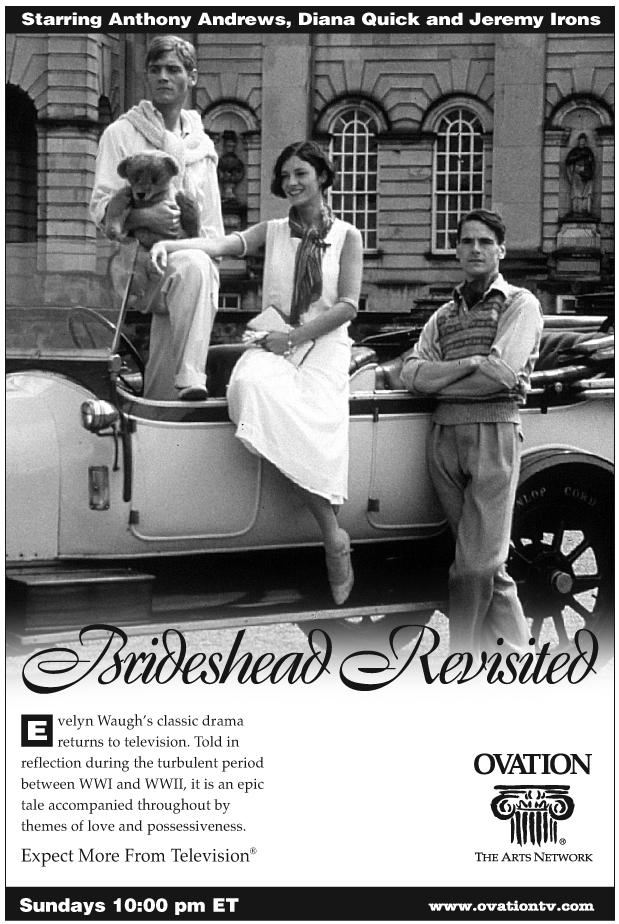 Starring Anthony Andrews, Diana Quick and Jeremy Irons
NLOP CORD
Brideshead Revisited
Evelyn Waugh's classic drama
returns to television. Told in
reflection during the turbulent period
between WWI and WWII, it is an epic
tale accompanied throughout by
themes of love and possessiveness.
Expect More From Television®
OVATION
®
THE ARTS NETWORK
Sundays 10:00 pm ET
www.ovationtv.com